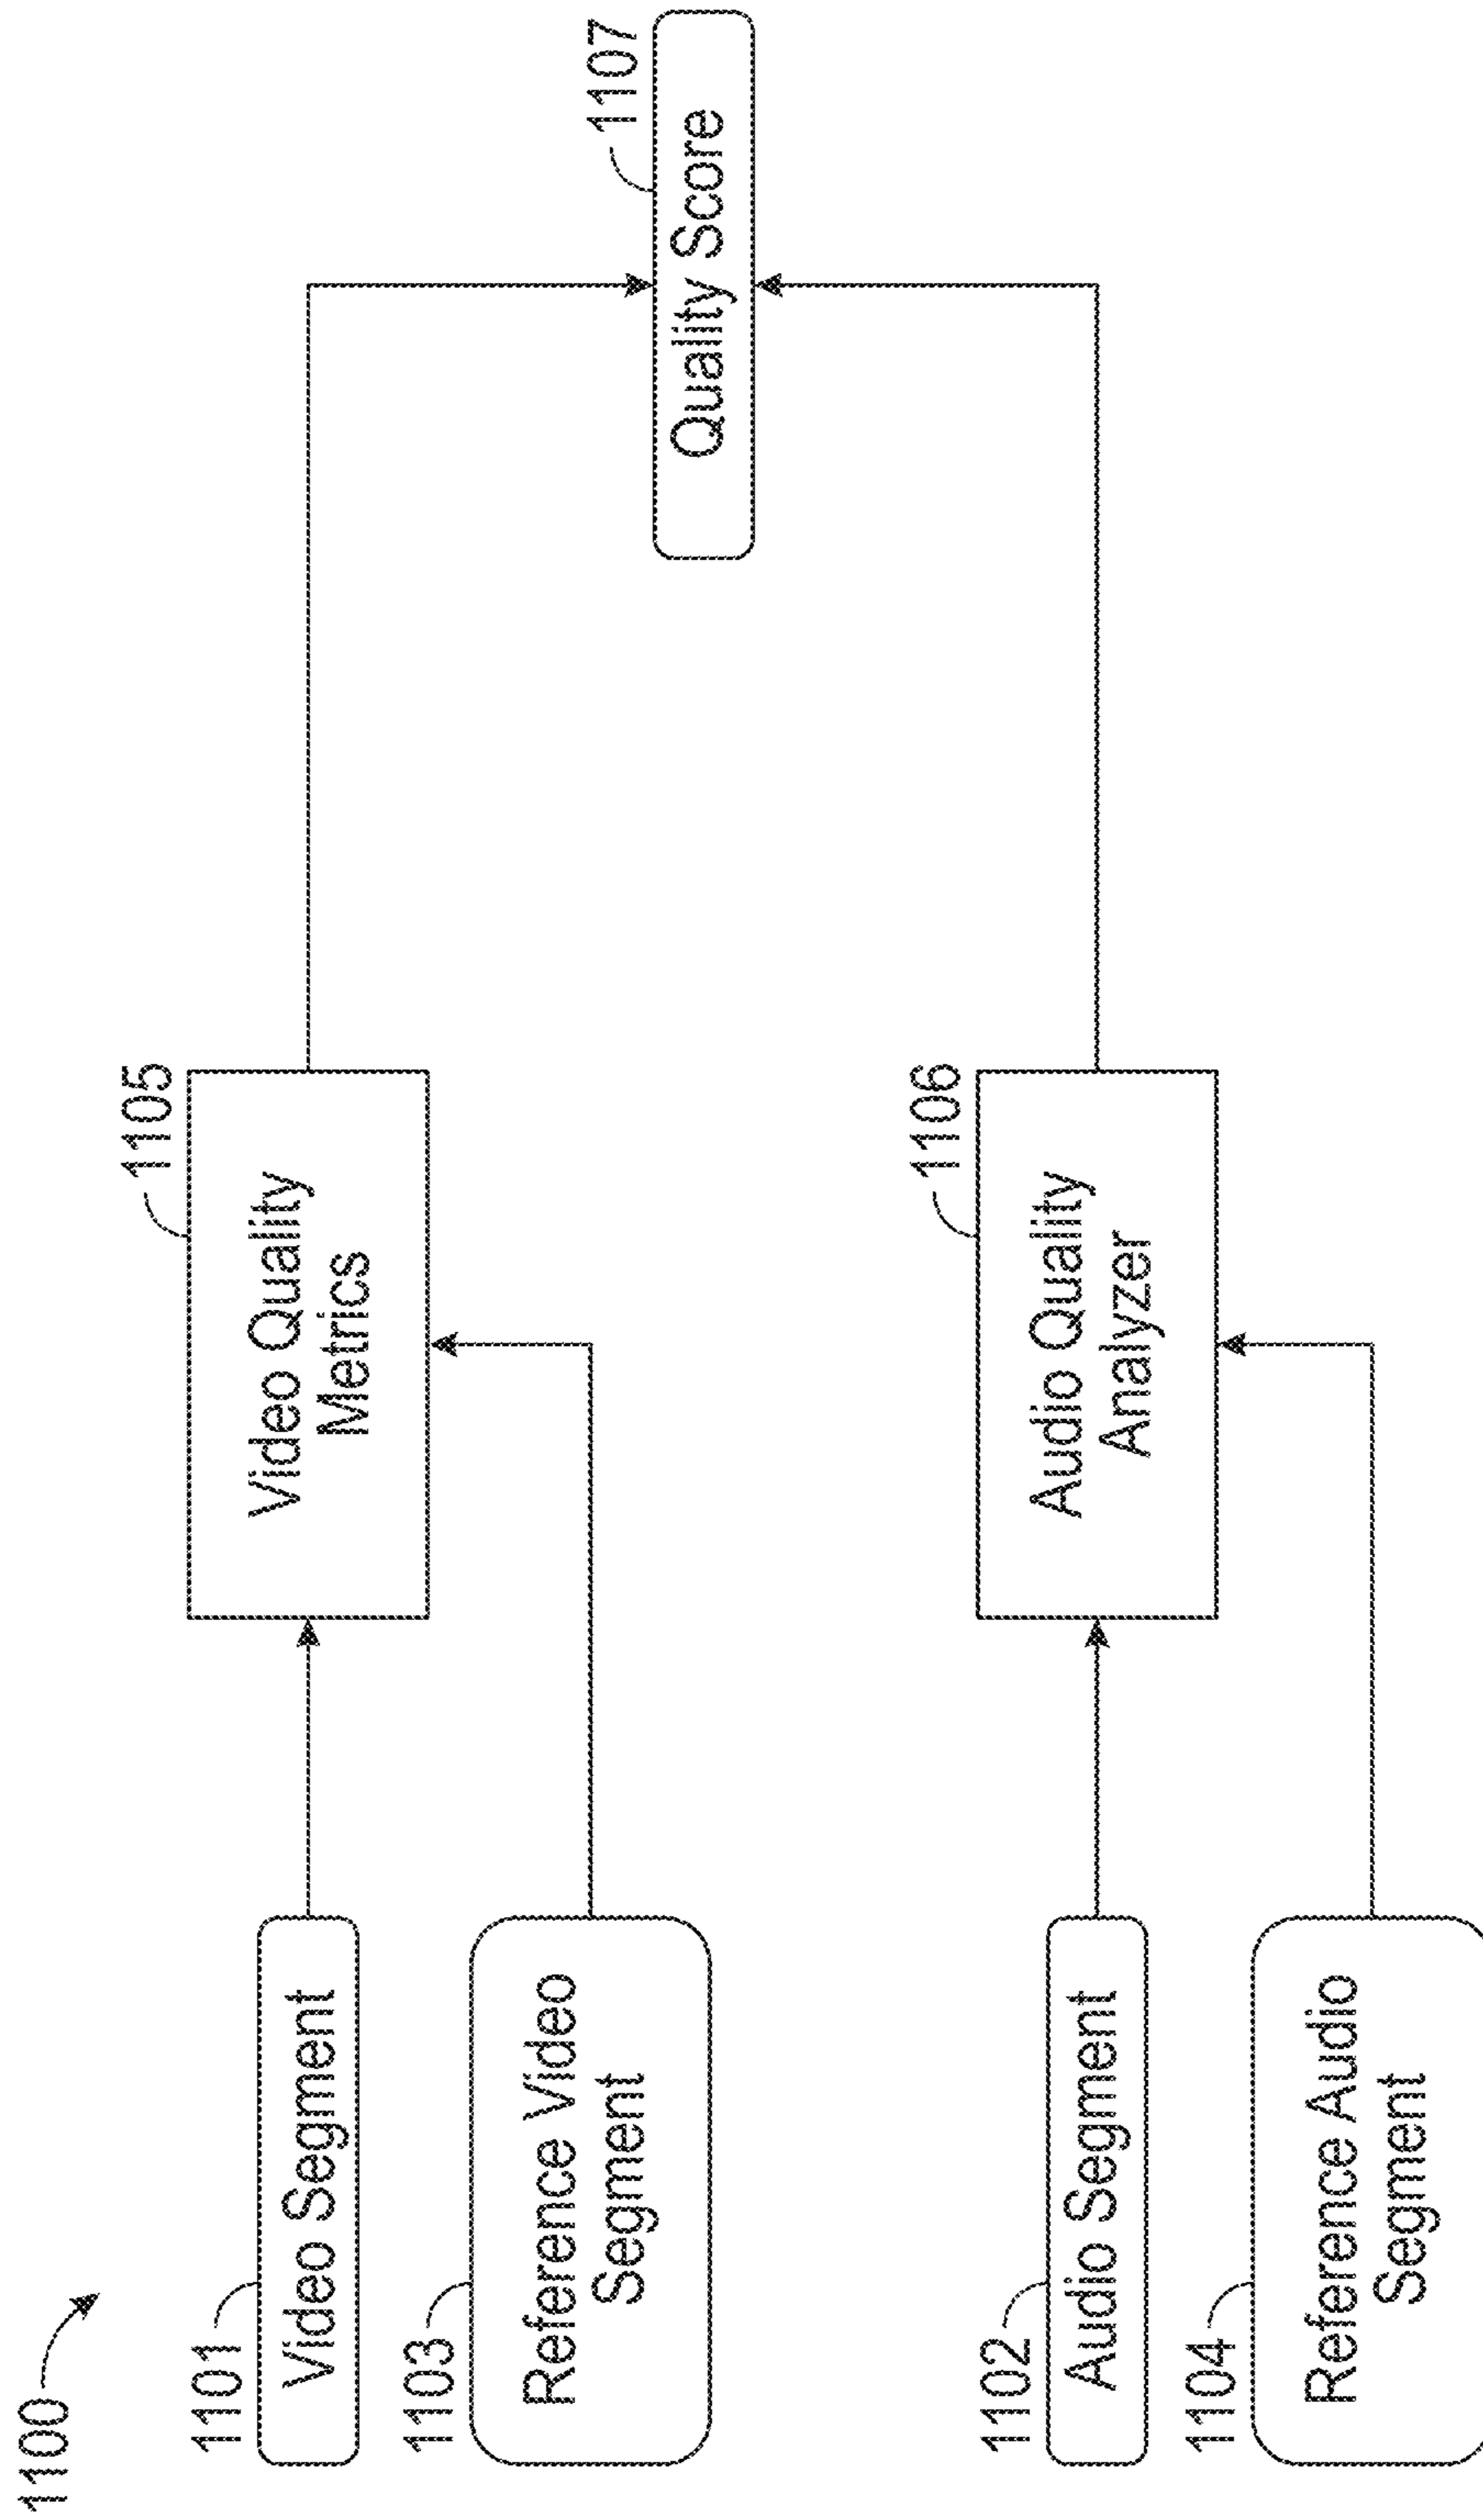 1100
1101
Video Segment
1103
Reference Video
Segment
1105
Video Quality
Metrics
1107
Quality Score
1102
Audio Segment
1104
Reference Audio
Segment
1106
Audio Quality
Analyzer